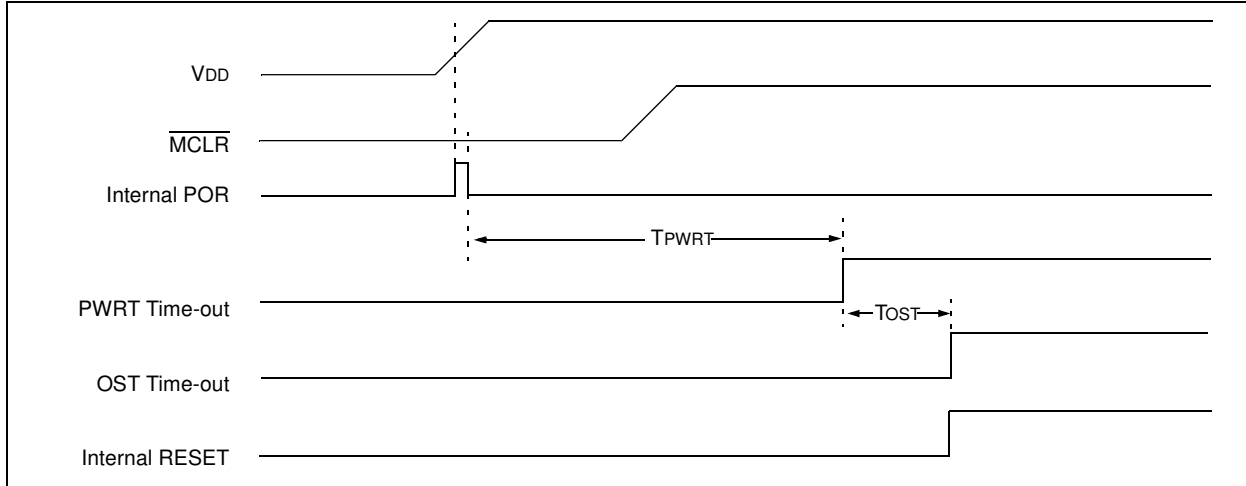 VDD
MCLR
Internal POR
TPWRT
PWRT Time-out
TOST
OST Time-out
Internal RESET